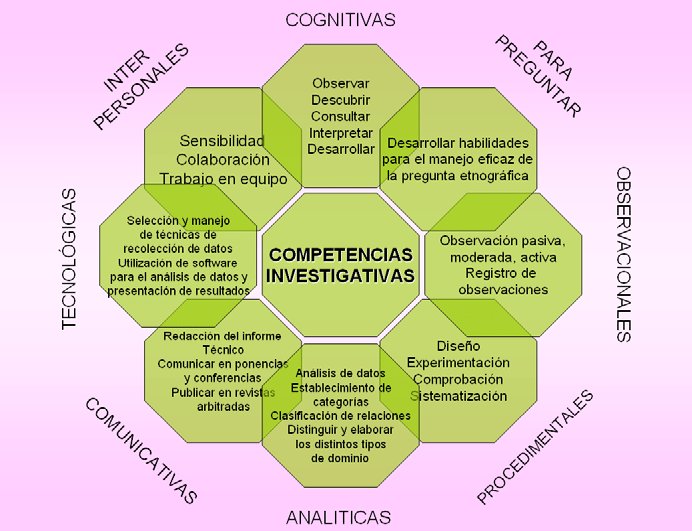 COGNITIVAS
Observar
Descubrir
Consultar
Interpretar
Desarrollar
PARA
PREGUNTAR
Desarrollar habilidades
para el manejo eficaz de
la pregunta etnográfica
OBSERVACIONALES
Observación pasiva,
moderada, activa
Registro de
observaciones
PROCEDIMENTALES
Diseño
Experimentación
Comprobación
Sistematización
ANALITICAS
Análisis de datos
Establecimiento de
categorías
Clasificación de relaciones
Distinguir y elaborar
los distintos tipos
de dominio
COMUNICATIVAS
Redacción del informe
Técnico
Comunicar en ponencias
y conferencias
Publicar en revistas
arbitradas
TECNOLÓGICAS
Selección y manejo
de técnicas de
recolección de datos
Utilización de software
para el análisis de datos y
presentación de resultados
INTER
PERSONALES
Sensibilidad
Colaboración
Trabajo en equipo
COMPETENCIAS
INVESTIGATIVAS